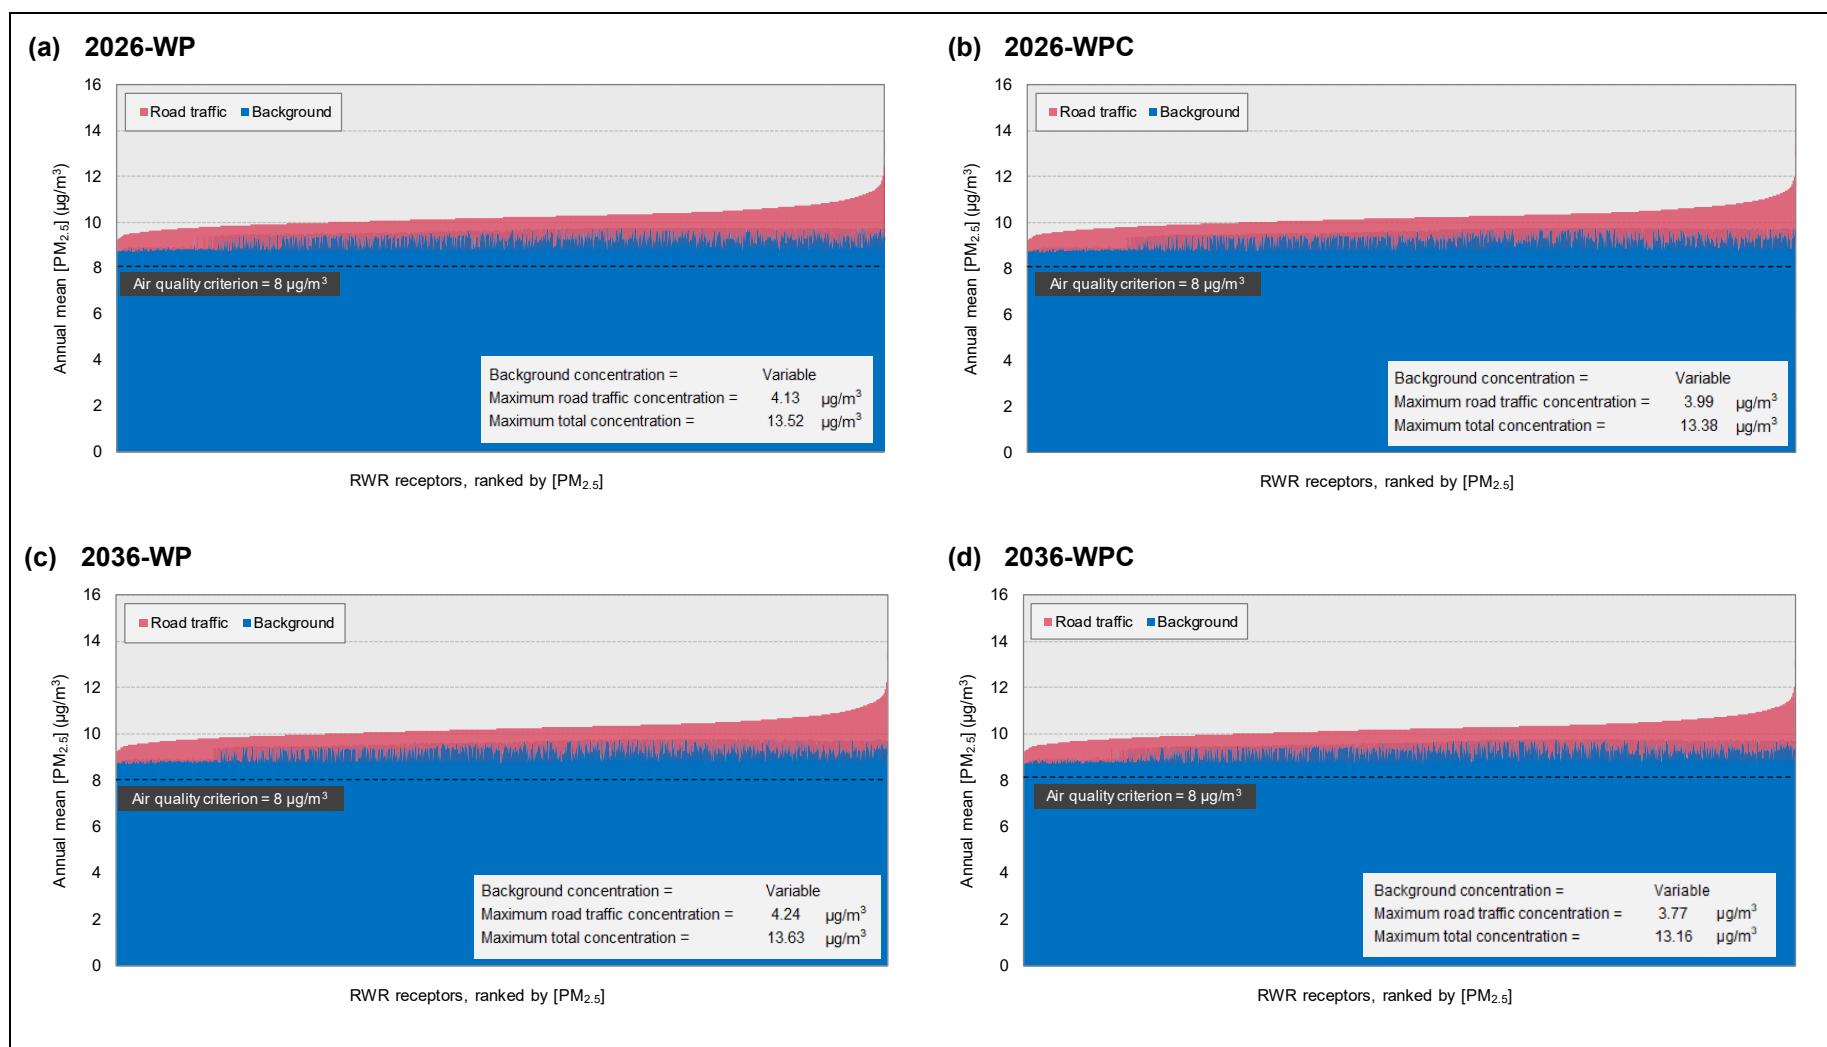 (a) 2026-WP
16
14
12
10
8
6
4
2
0
Annual mean [PM2.5] (µg/m³)
Road traffic Background
Air quality criterion = 8 µg/m³
Background concentration = Variable
Maximum road traffic concentration = 4.13 µg/m³
Maximum total concentration = 13.52 µg/m³
RWR receptors, ranked by [PM2.5]
(b) 2026-WPC
16
14
12
10
8
6
4
2
0
Annual mean [PM2.5] (µg/m³)
Road traffic Background
Air quality criterion = 8 µg/m³
Background concentration = Variable
Maximum road traffic concentration = 3.99 µg/m³
Maximum total concentration = 13.38 µg/m³
RWR receptors, ranked by [PM2.5]
(c) 2036-WP
16
14
12
10
8
6
4
2
0
Annual mean [PM2.5] (µg/m³)
Road traffic Background
Air quality criterion = 8 µg/m³
Background concentration = Variable
Maximum road traffic concentration = 4.24 µg/m³
Maximum total concentration = 13.63 µg/m³
RWR receptors, ranked by [PM2.5]
(d) 2036-WPC
16
14
12
10
8
6
4
2
0
Annual mean [PM2.5] (µg/m³)
Road traffic Background
Air quality criterion = 8 µg/m³
Background concentration = Variable
Maximum road traffic concentration = 3.77 µg/m³
Maximum total concentration = 13.16 µg/m³
RWR receptors, ranked by [PM2.5]